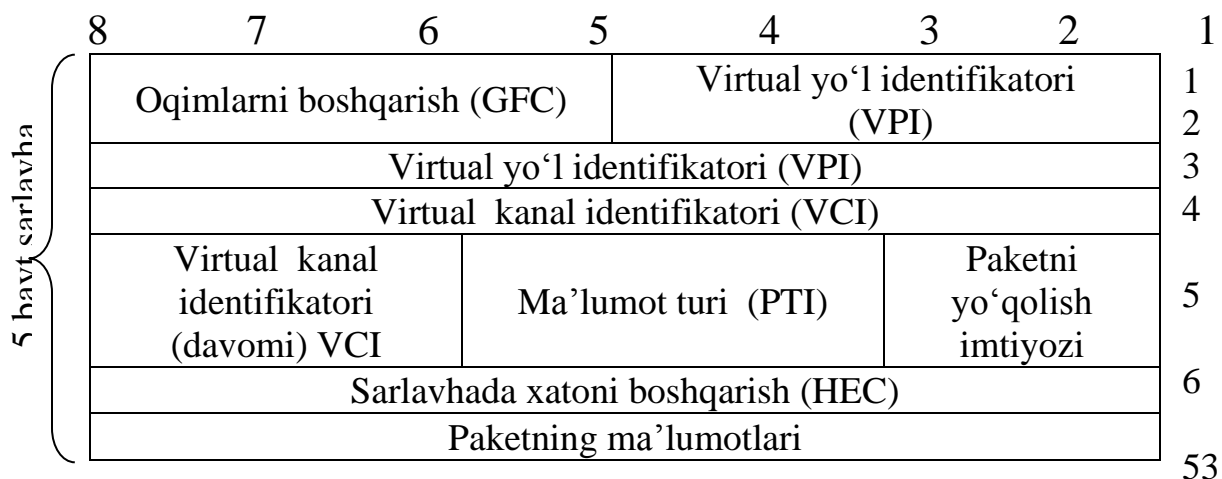 8 7 6 5 4 3 2 1
Oqimlarni boshqarish (GFC)
Virtual yo‘l identifikatori
(VPI)
1
2
Virtual yo‘l identifikatori (VPI)
3
Virtual kanal identifikatori (VCI)
4
Virtual kanal
identifikatori
(davomi) VCI
Ma’lumot turi (PTI)
Paketni
yo‘qolish
imtiyozi
5
Sarlavhada xatoni boshqarish (HEC)
6
Paketning ma’lumotlari
53
5 bayt sarlavha